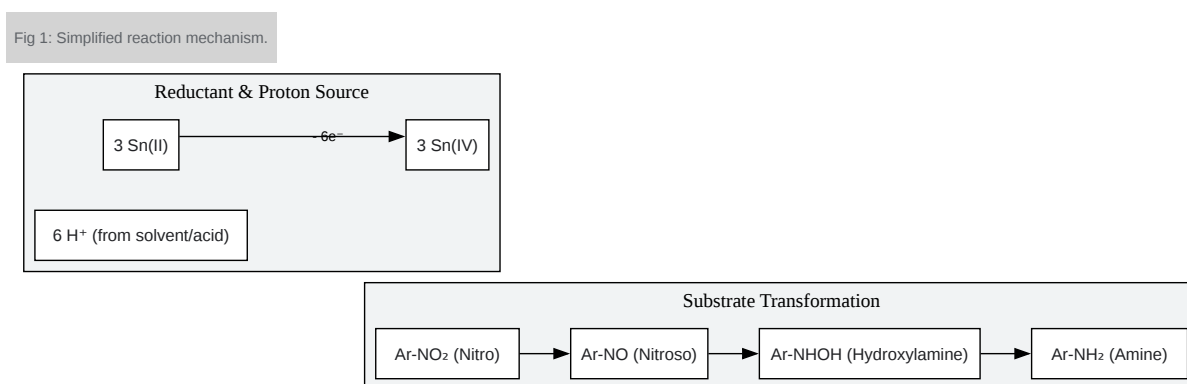 Fig 1: Simplified reaction mechanism.
Reductant & Proton Source
3 Sn(II)
- 6e⁻
3 Sn(IV)
6 H⁺ (from solvent/acid)
Substrate Transformation
Ar-NO₂ (Nitro)
Ar-NO (Nitroso)
Ar-NHOH (Hydroxylamine)
Ar-NH₂ (Amine)